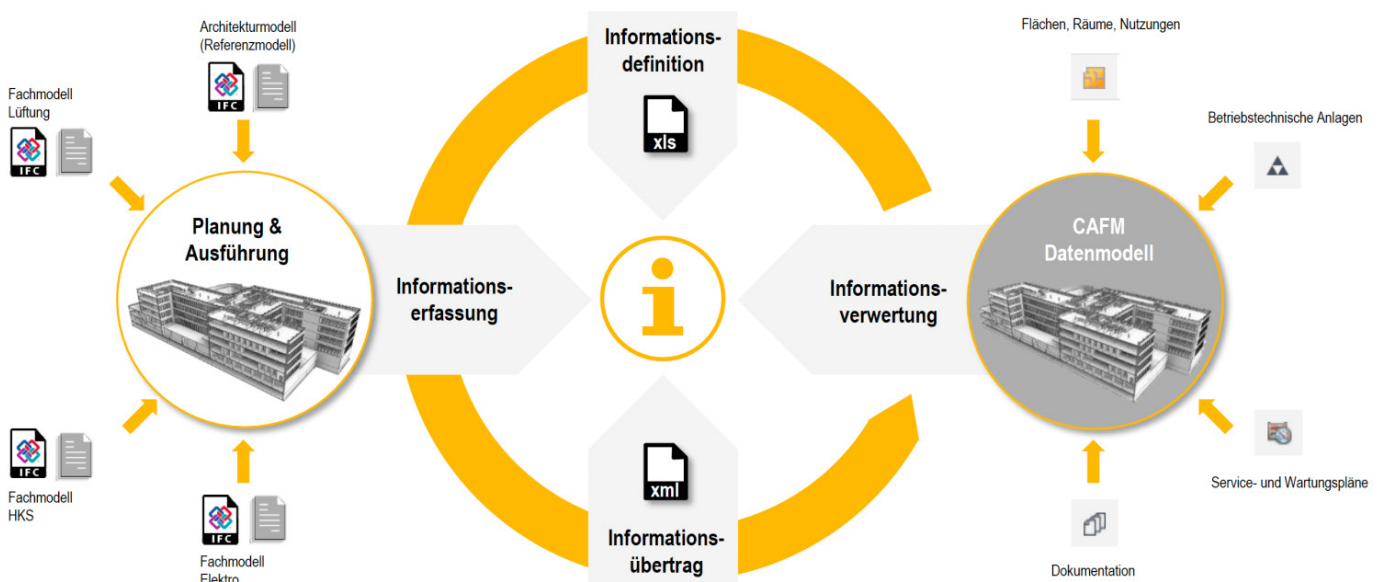 Architekturmodell
(Referenzmodell)
IFC
Fachmodell
Lüftung
IFC
Planung &
Ausführung
IFC
Fachmodell
HKS
IFC
Fachmodell
Elektro
Informations-
definition
xls
Informations-
erfassung
Informations-
verwertung
xml
Informations-
übertrag
Flächen, Räume, Nutzungen
Betriebstechnische Anlagen
CAFM
Datenmodell
Service- und Wartungspläne
Dokumentation